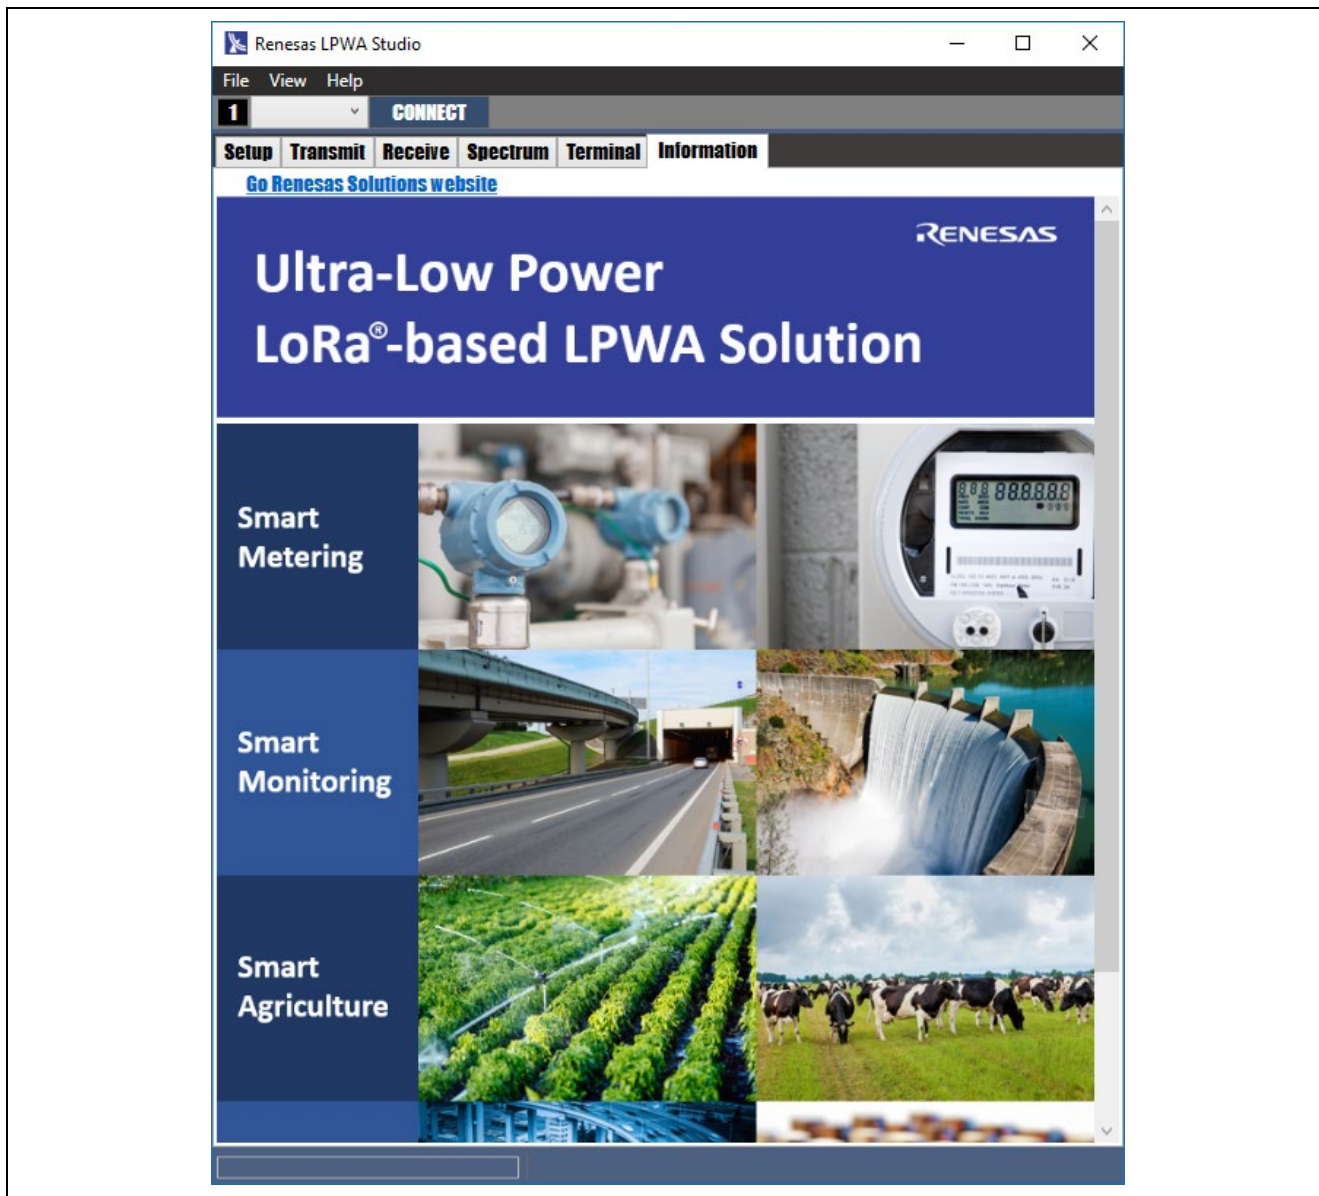 Renesas LPWA Studio
File View Help
1 CONNECT
Setup Transmit Receive Spectrum Terminal Information
Go Renesas Solutions website
RENESAS
Ultra-Low Power
LoRa®-based LPWA Solution
Smart
Metering
888 888888
Smart
Monitoring
Smart
Agriculture